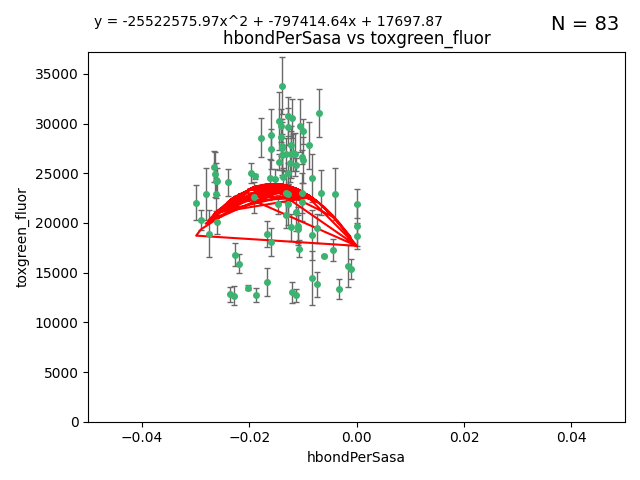 y = -25522575.97x^2 + -797414.64x + 17697.87
N = 83
hbondPerSasa vs toxgreen_fluor
35000
30000
25000
20000
15000
10000
5000
0
toxgreen_fluor
−0.04
−0.02
0.00
0.02
0.04
hbondPerSasa